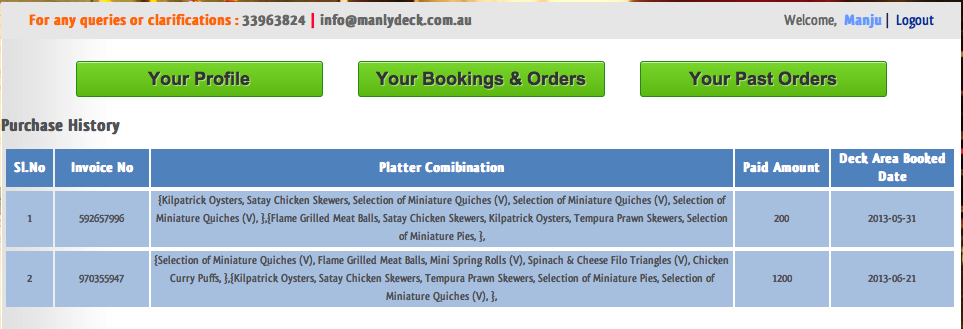 For any queries or clarifications : 33963824 | info@manlydeck.com.au
Welcome, Manju | Logout
Your Profile
Your Bookings & Orders
Your Past Orders
Purchase History
Sl.No Invoice No Platter Comibination Paid Amount Deck Area Booked
Date
{Kilpatrick Oysters, Satay Chicken Skewers, Selection of Miniature Quiches (V), Selection of Miniature Quiches (V), Selection of
1 592657996 Miniature Quiches (V), },{Flame Grilled Meat Balls, Satay Chicken Skewers, Kilpatrick Oysters, Tempura Prawn Skewers, Selection 200 2013-05-31
of Miniature Pies, },
{Selection of Miniature Quiches (V), Flame Grilled Meat Balls, Mini Spring Rolls (V), Spinach & Cheese Filo Triangles (V), Chicken
2 970355947 Curry Puffs, },{Kilpatrick Oysters, Satay Chicken Skewers, Tempura Prawn Skewers, Selection of Miniature Pies, Selection of 1200 2013-06-21
Miniature Quiches (V), },